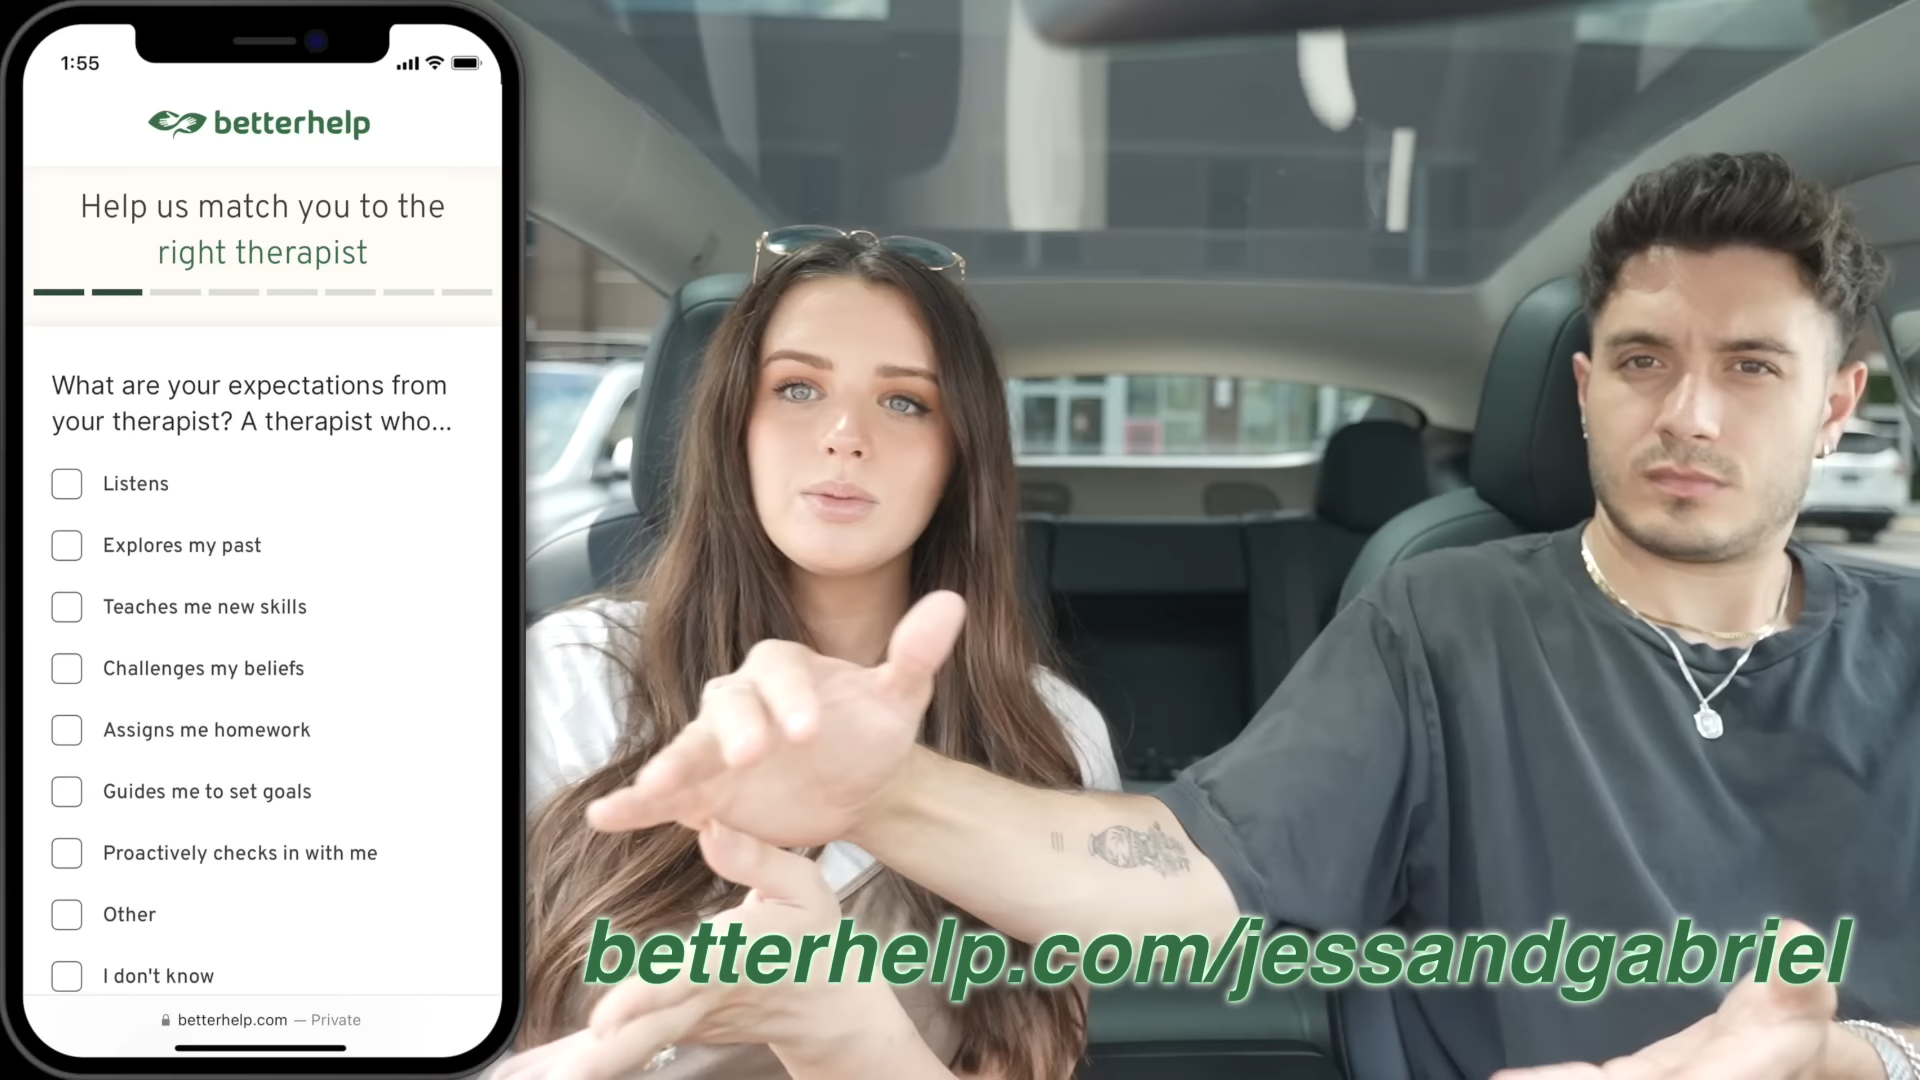 1:55
betterhelp
Help us match you to the
right therapist
What are your expectations from
your therapist? A therapist who...
Listens
Explores my past
Teaches me new skills
Challenges my beliefs
Assigns me homework
Guides me to set goals
Proactively checks in with me
Other
I don't know
betterhelp.com — Private
betterhelp.com/jessandgabriel